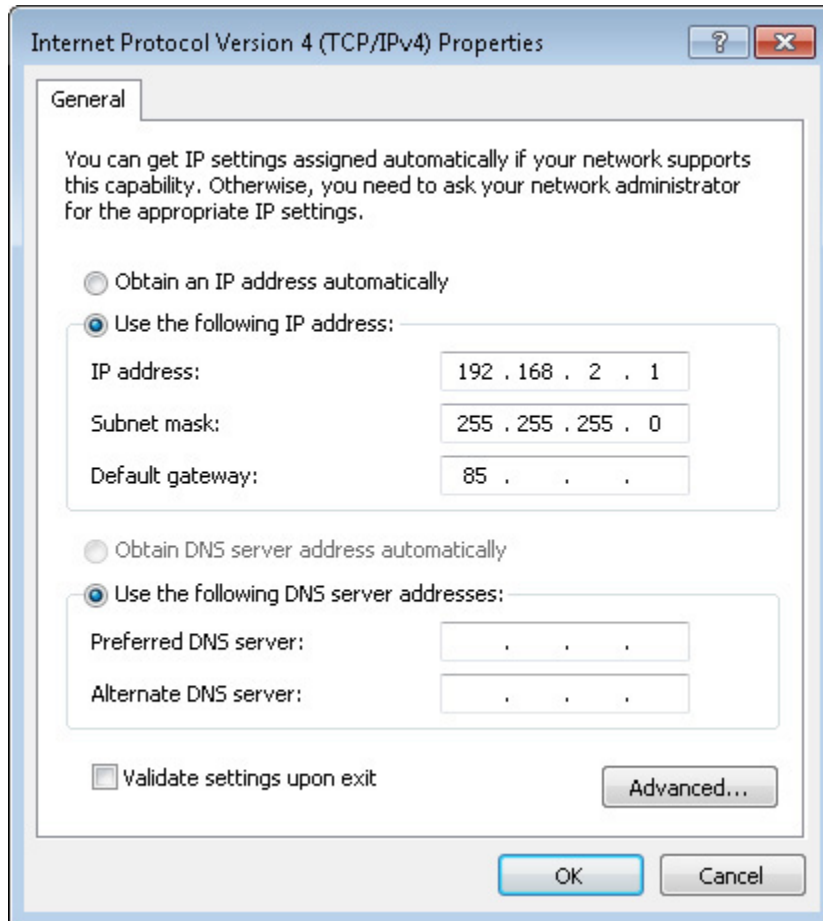 Internet Protocol Version 4 (TCP/IPv4) Properties
?
General
You can get IP settings assigned automatically if your network supports
this capability. Otherwise, you need to ask your network administrator
for the appropriate IP settings.
Obtain an IP address automatically
Use the following IP address:
IP address: 192 . 168 . 2 . 1
Subnet mask: 255 . 255 . 255 . 0
Default gateway: 85 . . .
Obtain DNS server address automatically
Use the following DNS server addresses:
Preferred DNS server: . . .
Alternate DNS server: . . .
Validate settings upon exit
Advanced...
OK Cancel